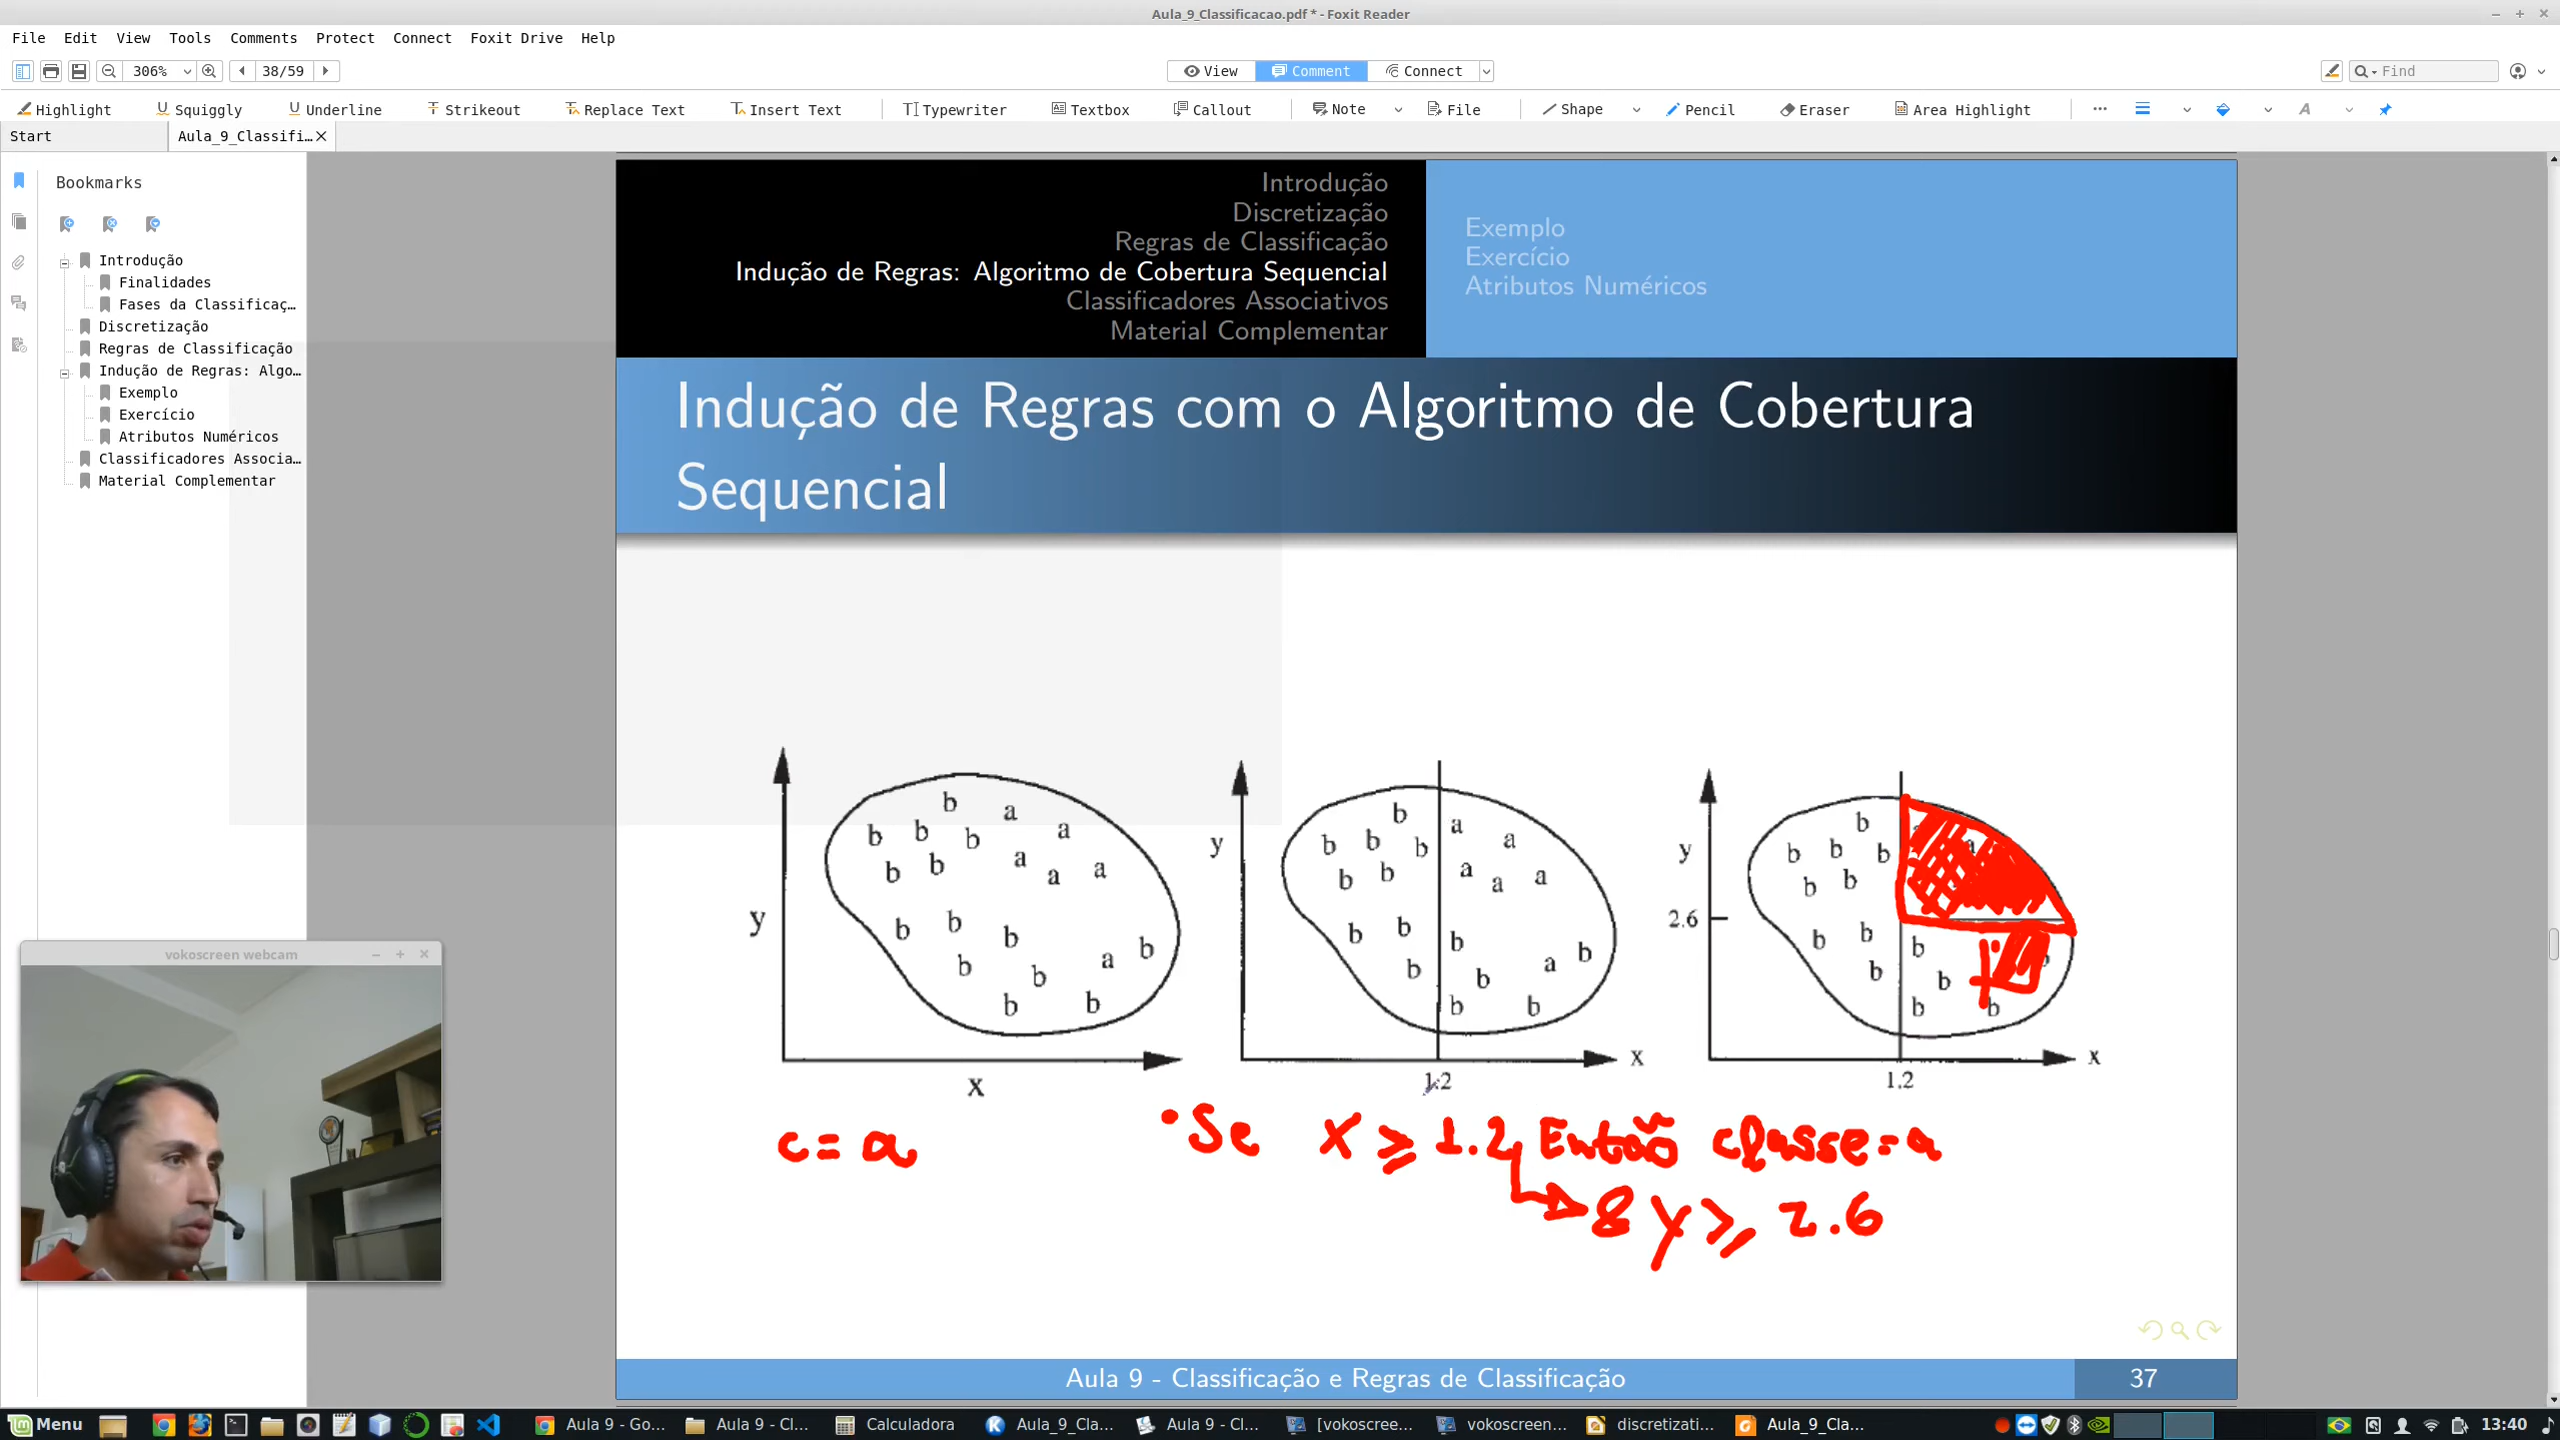 Aula_9_Classificacao.pdf * - Foxit Reader
File Edit View Tools Comments Protect Connect Foxit Drive Help
306% 38/59 View Comment Connect Find
Highlight Squiggly Underline Strikeout Replace Text Insert Text Typewriter Textbox Callout Note File Shape Pencil Eraser Area Highlight ...
Start Aula_9_Classifi...
Bookmarks
Introdução
Finalidades
Fases da Classificaç...
Discretização
Regras de Classificação
Indução de Regras: Algo...
Exemplo
Exercício
Atributos Numéricos
Classificadores Associa...
Material Complementar
Introdução
Discretização
Regras de Classificação
Indução de Regras: Algoritmo de Cobertura Sequencial
Classificadores Associativos
Material Complementar
Exemplo
Exercício
Atributos Numéricos
Indução de Regras com o Algoritmo de Cobertura
Sequencial
b a
b b b a
b b a a a
b b b
b b a b
b b
y
x
b a
b b b a
b b a a a
b b b
b b a b
b b
y
x
1.2
b
b b b a
b b
b b b
b b
b b
y
2.6
x
1.2
c = a
• Se x ≥ 1.2 Então classe = a
& y ≥ 2.6
Aula 9 - Classificação e Regras de Classificação 37
vokoscreen webcam
Menu Aula 9 - Go... Aula 9 - Cl... Calculadora Aula_9_Cla... Aula 9 - Cl... [vokoscree... vokoscreen... discretizati... Aula_9_Cla... 13:40